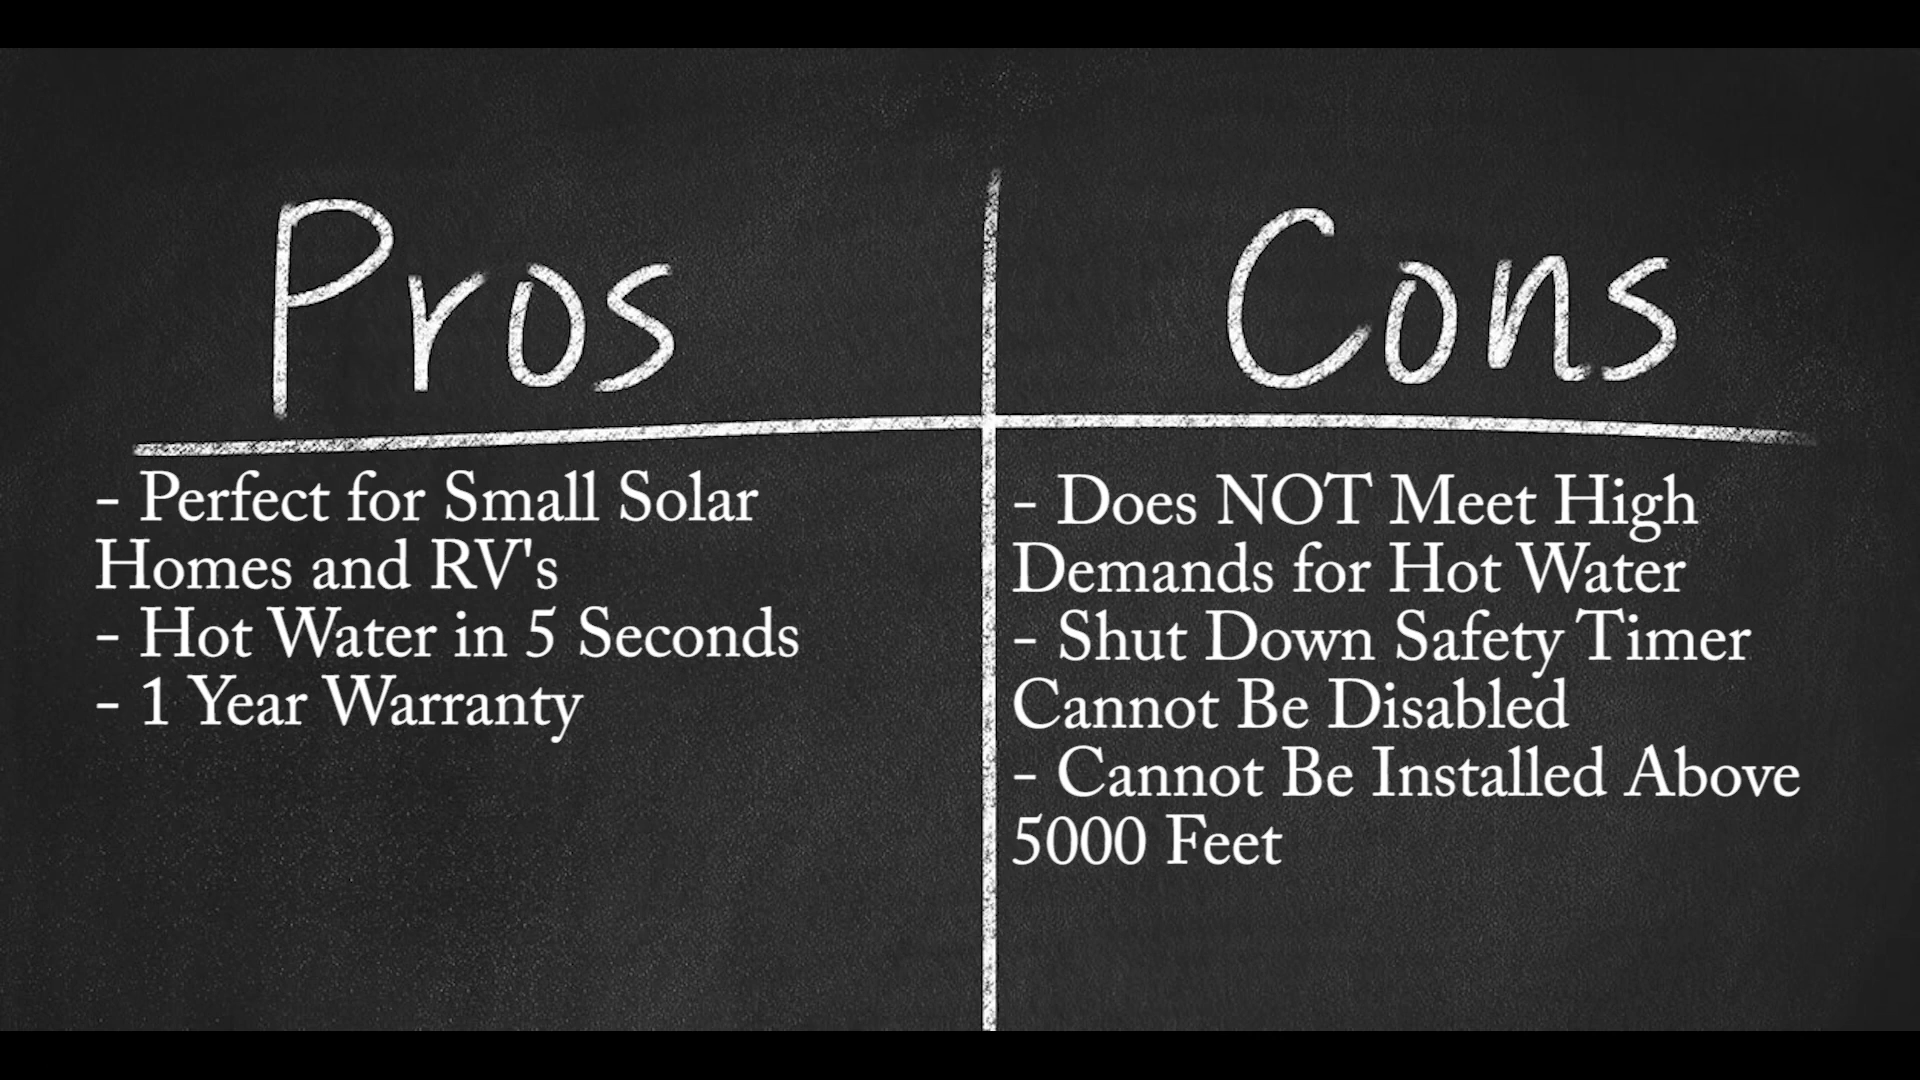 Pros
Cons
- Perfect for Small Solar
Homes and RV's
- Hot Water in 5 Seconds
- 1 Year Warranty
- Does NOT Meet High
Demands for Hot Water
- Shut Down Safety Timer
Cannot Be Disabled
- Cannot Be Installed Above
5000 Feet